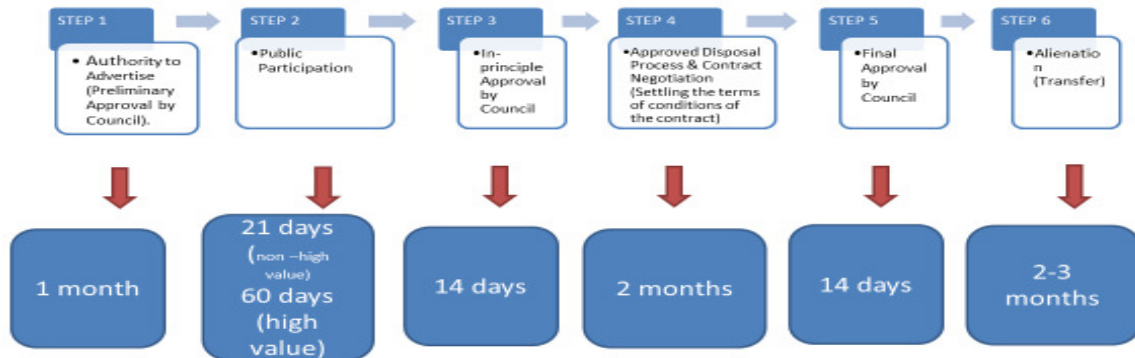 STEP 1
•Authority to
Advertise
(Preliminary
Approval by
Council).
STEP 2
•Public
Participation
STEP 3
•In-
principle
Approval
by
Council
STEP 4
•Approved Disposal
Process & Contract
Negotiation
(Settling the terms
of conditions of
the contract)
STEP 5
•Final
Approval
by
Council
STEP 6
•Alienatio
n
(Transfer)
1 month
21 days
(non –high
value)
60 days
(high
value)
14 days
2 months
14 days
2-3
months